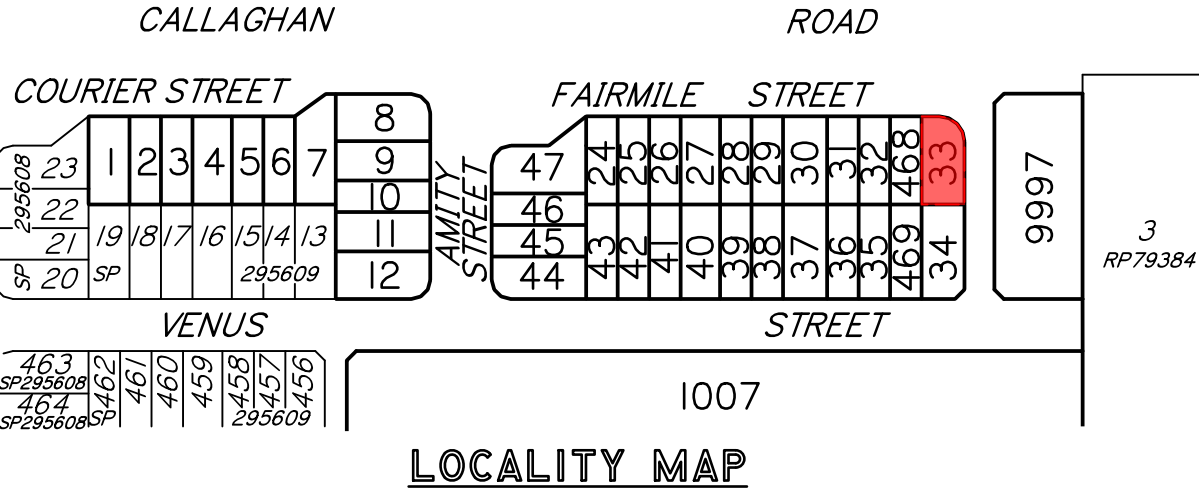 CALLAGHAN ROAD
COURIER STREET
FAIRMILE STREET
8
1 2 3 4 5 6 7
9
10
11
12
23
22
21
20
295608
SP
19 18 17 16 15 14 13
SP 295609
AMITY
STREET
47
46
45
44
24 25 26 27 28 29 30 31 32 468 33
43 42 41 40 39 38 37 36 35 469 34
9997
3
RP79384
VENUS STREET
463
SP295608
464
SP295608
462 461 460 459 458 457 456
SP 295609
1007
LOCALITY MAP